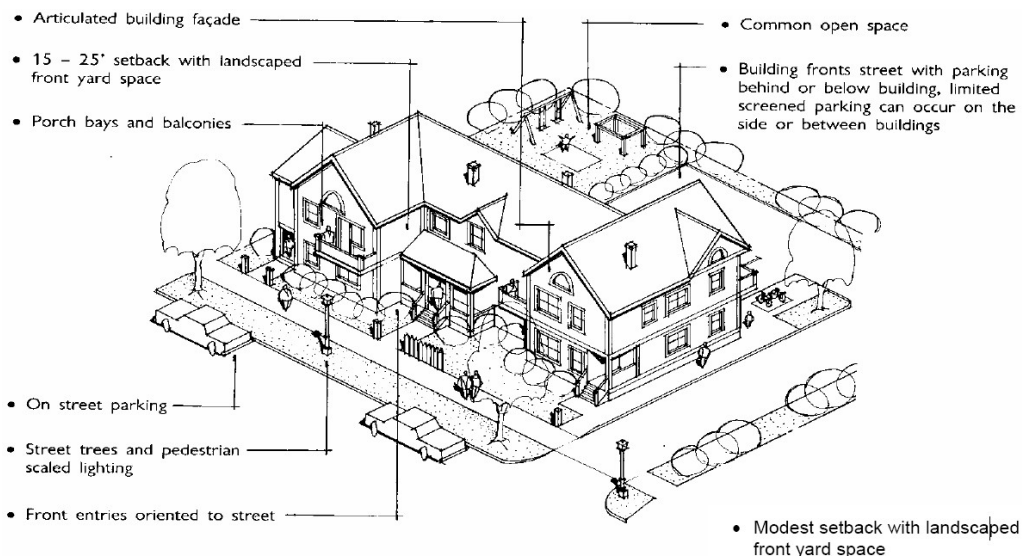 • Articulated building façade
• 15 – 25' setback with landscaped
front yard space
• Porch bays and balconies
• On street parking
• Street trees and pedestrian
scaled lighting
• Front entries oriented to street
• Common open space
• Building fronts street with parking
behind or below building, limited
screened parking can occur on the
side or between buildings
• Modest setback with landscaped
front yard space